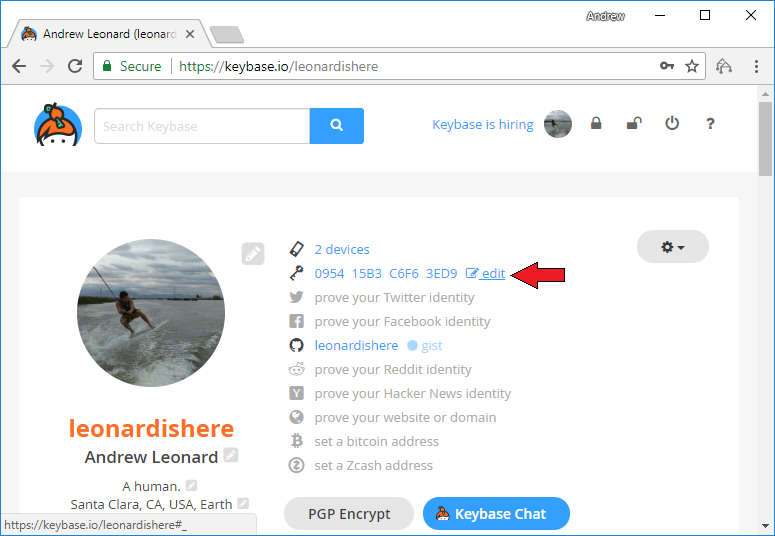 Andrew
Andrew Leonard (leonard
Secure https://keybase.io/leonardishere
Search Keybase
Keybase is hiring
?
2 devices
0954 15B3 C6F6 3ED9 edit
prove your Twitter identity
prove your Facebook identity
leonardishere gist
prove your Reddit identity
Y prove your Hacker News identity
prove your website or domain
set a bitcoin address
set a Zcash address
leonardishere
Andrew Leonard
A human.
Santa Clara, CA, USA, Earth
PGP Encrypt
Keybase Chat
https://keybase.io/leonardishere#_